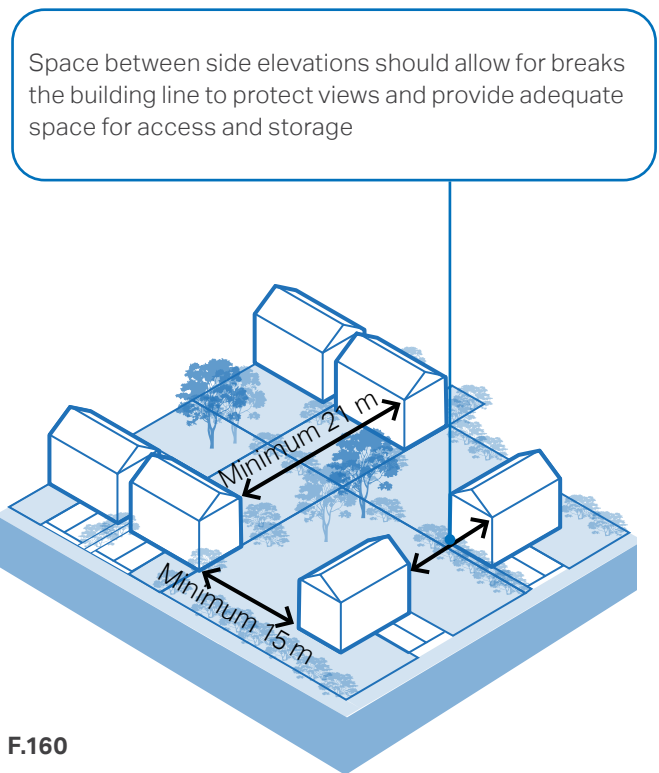 Space between side elevations should allow for breaks
the building line to protect views and provide adequate
space for access and storage
Minimum 21 m
Minimum 15 m
F.160